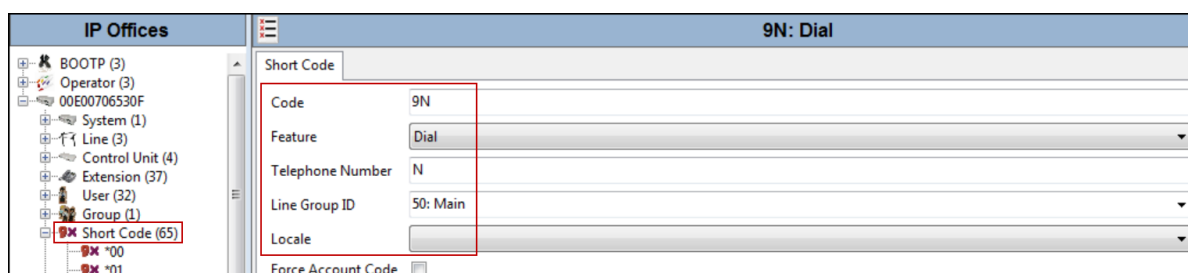 IP Offices
BOOTP (3)
Operator (3)
00E00706530F
System (1)
Line (3)
Control Unit (4)
Extension (37)
User (32)
Group (1)
Short Code (65)
*00
*01
9N: Dial
Short Code
Code 9N
Feature Dial
Telephone Number N
Line Group ID 50: Main
Locale
Force Account Code